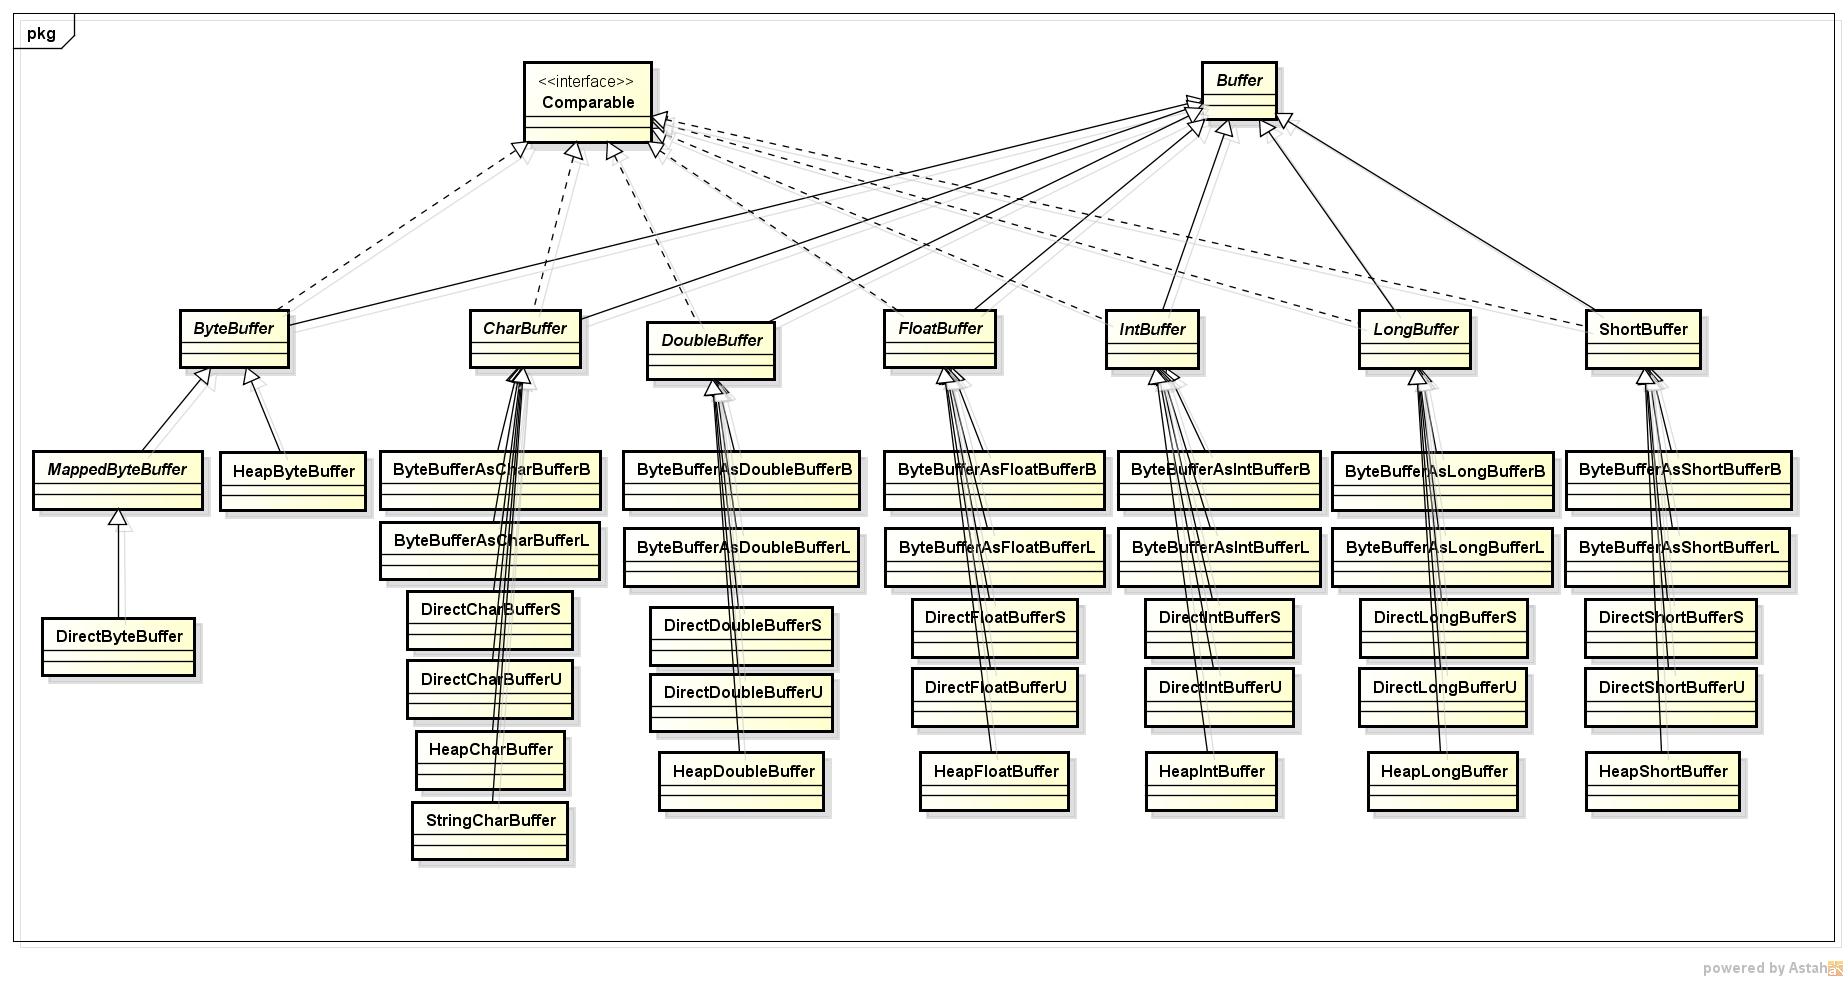 pkg
<<interface>>
Comparable
Buffer
ByteBuffer
CharBuffer
DoubleBuffer
FloatBuffer
IntBuffer
LongBuffer
ShortBuffer
MappedByteBuffer
HeapByteBuffer
ByteBufferAsCharBufferB
ByteBufferAsDoubleBufferB
ByteBufferAsFloatBufferB
ByteBufferAsIntBufferB
ByteBufferAsLongBufferB
ByteBufferAsShortBufferB
ByteBufferAsCharBufferL
ByteBufferAsDoubleBufferL
ByteBufferAsFloatBufferL
ByteBufferAsIntBufferL
ByteBufferAsLongBufferL
ByteBufferAsShortBufferL
DirectByteBuffer
DirectCharBufferS
DirectDoubleBufferS
DirectFloatBufferS
DirectIntBufferS
DirectLongBufferS
DirectShortBufferS
DirectCharBufferU
DirectDoubleBufferU
DirectFloatBufferU
DirectIntBufferU
DirectLongBufferU
DirectShortBufferU
HeapCharBuffer
HeapDoubleBuffer
HeapFloatBuffer
HeapIntBuffer
HeapLongBuffer
HeapShortBuffer
StringCharBuffer
powered by Astah